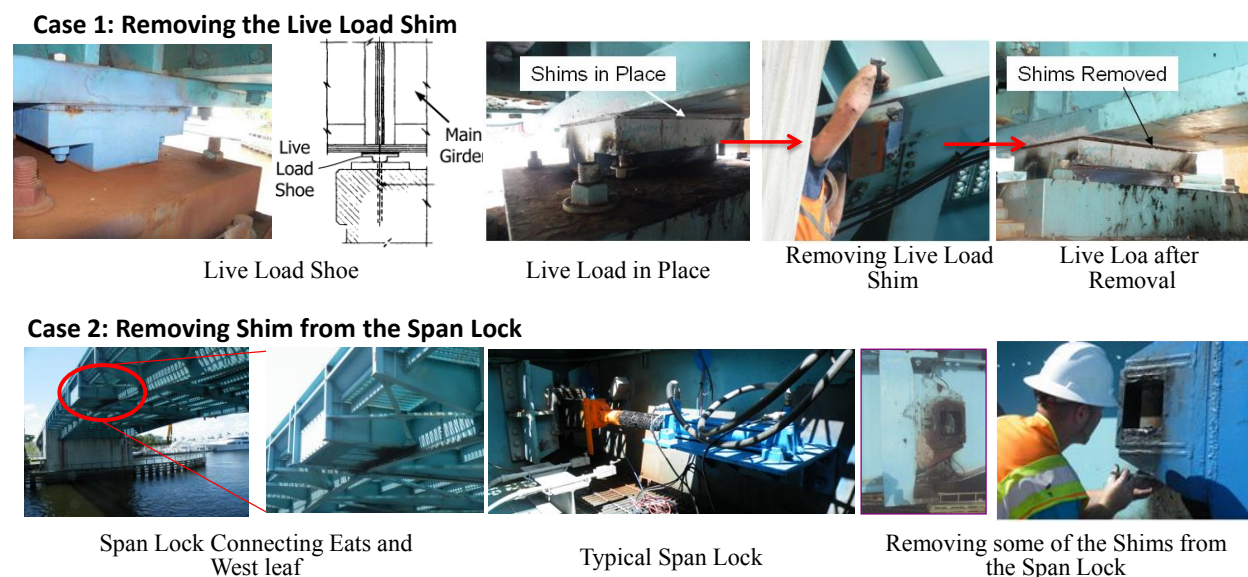 Case 1: Removing the Live Load Shim
Live
Load
Shoe
Main
Girder
Shims in Place
Shims Removed
Live Load Shoe
Live Load in Place
Removing Live Load
Shim
Live Loa after
Removal
Case 2: Removing Shim from the Span Lock
Span Lock Connecting Eats and
West leaf
Typical Span Lock
Removing some of the Shims from
the Span Lock